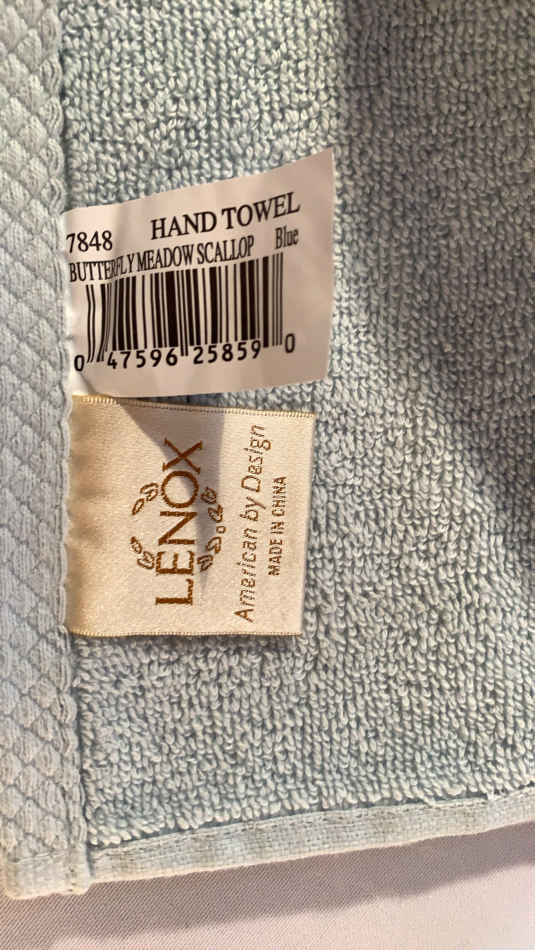 7848 HAND TOWEL
BUTTERFLY MEADOW SCALLOP Blue
0 47596 25859 0
LENOX
American by Design
MADE IN CHINA